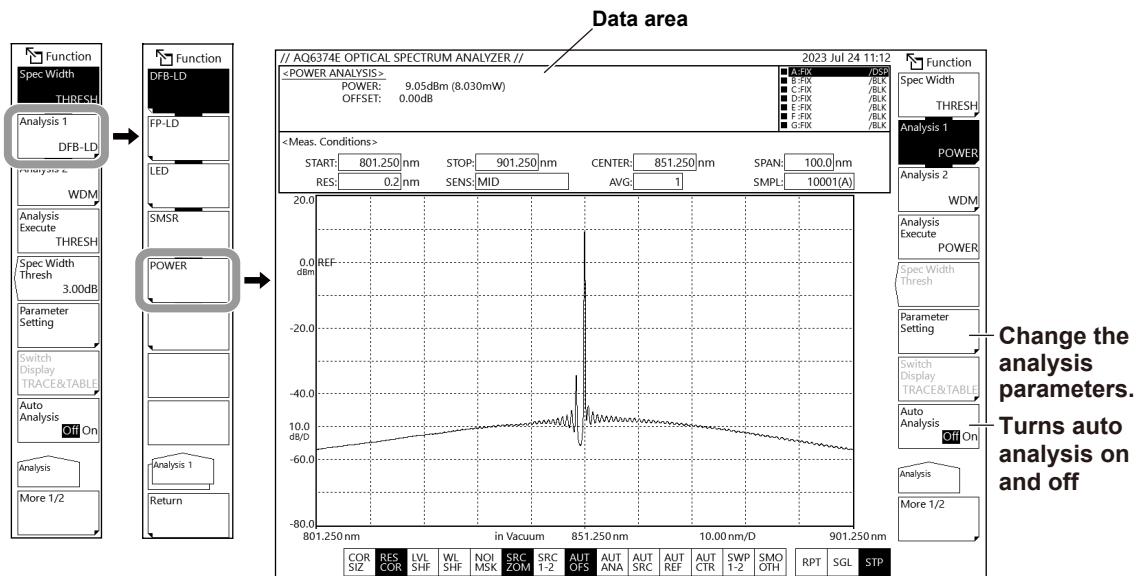 Data area
Function
Spec Width
THRESH
Analysis 1
DFB-LD
Analysis 2
WDM
Analysis
Execute
THRESH
Spec Width
Thresh
3.00dB
Parameter
Setting
Switch
Display
TRACE&TABLE
Auto
Analysis
Off On
Analysis
More 1/2
Function
DFB-LD
FP-LD
LED
SMSR
POWER
Analysis 1
Return
// AQ6374E OPTICAL SPECTRUM ANALYZER // 2023 Jul 24 11:12
<POWER ANALYSIS>
POWER: 9.05dBm (8.030mW)
OFFSET: 0.00dB
A:FIX /DSP
B:FIX /BLK
C:FIX /BLK
D:FIX /BLK
E:FIX /BLK
F:FIX /BLK
G:FIX /BLK
<Meas. Conditions>
START: 801.250 nm STOP: 901.250 nm CENTER: 851.250 nm SPAN: 100.0 nm
RES: 0.2 nm SENS: MID AVG: 1 SMPL: 10001(A)
20.0
0.0 REF
dBm
-20.0
-40.0
10.0
dB/D
-60.0
-80.0
801.250 nm in Vacuum 851.250 nm 10.00 nm/D 901.250 nm
COR SIZ RES COR LVL SHF WL SHF NOI MSK SRC ZOM SRC 1-2 AUT OFS AUT ANA AUT SRC AUT REF AUT CTR SWP 1-2 SMO OTH RPT SGL STP
Function
Spec Width
THRESH
Analysis 1
POWER
Analysis 2
WDM
Analysis
Execute
POWER
Spec Width
Thresh
Parameter
Setting
Switch
Display
TRACE&TABLE
Auto
Analysis
Off On
Analysis
More 1/2
Change the
analysis
parameters.
Turns auto
analysis on
and off